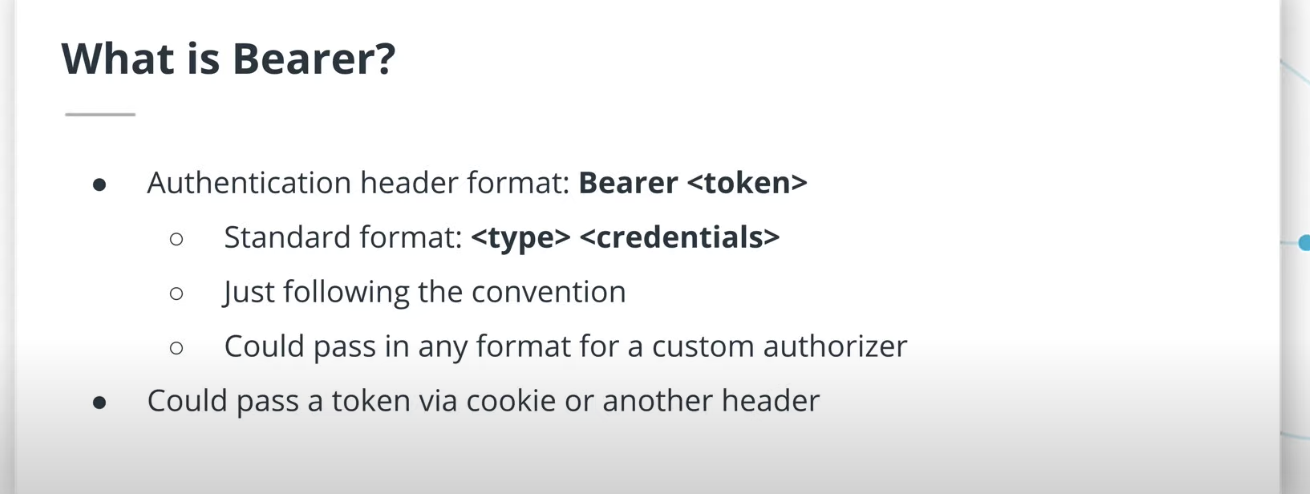 What is Bearer?
● Authentication header format: Bearer <token>
○ Standard format: <type> <credentials>
○ Just following the convention
○ Could pass in any format for a custom authorizer
● Could pass a token via cookie or another header